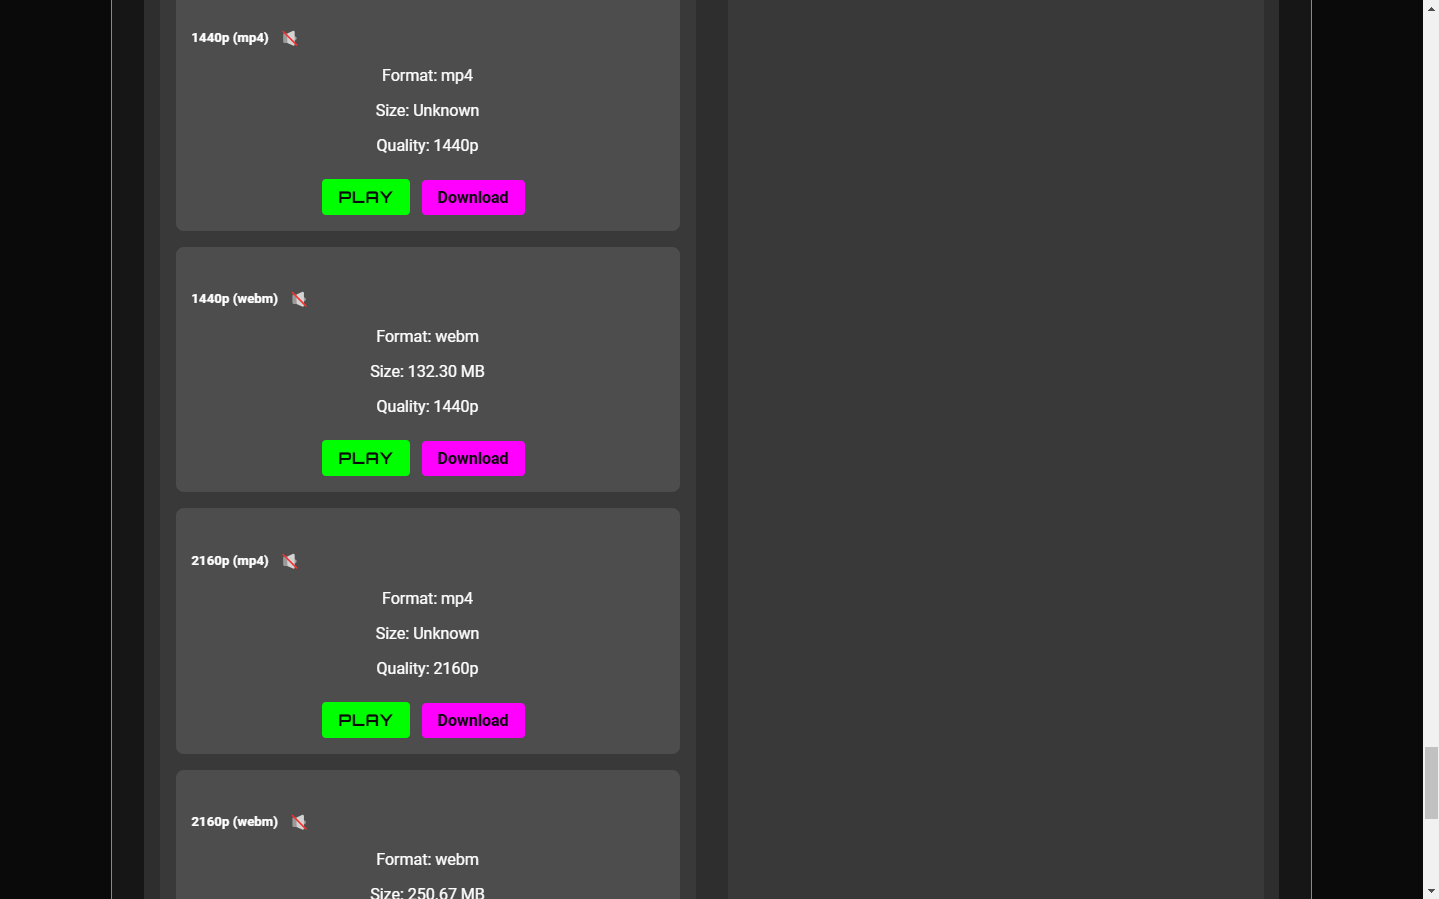 1440p (mp4)
Format: mp4
Size: Unknown
Quality: 1440p
PLAY Download
1440p (webm)
Format: webm
Size: 132.30 MB
Quality: 1440p
PLAY Download
2160p (mp4)
Format: mp4
Size: Unknown
Quality: 2160p
PLAY Download
2160p (webm)
Format: webm
Size: 250.67 MB